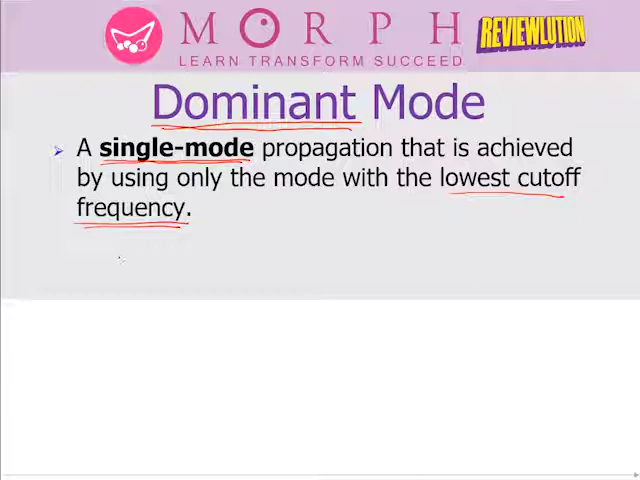 MORPH
REVIEWLUTION
LEARN TRANSFORM SUCCEED
Dominant Mode
A single-mode propagation that is achieved
by using only the mode with the lowest cutoff
frequency.